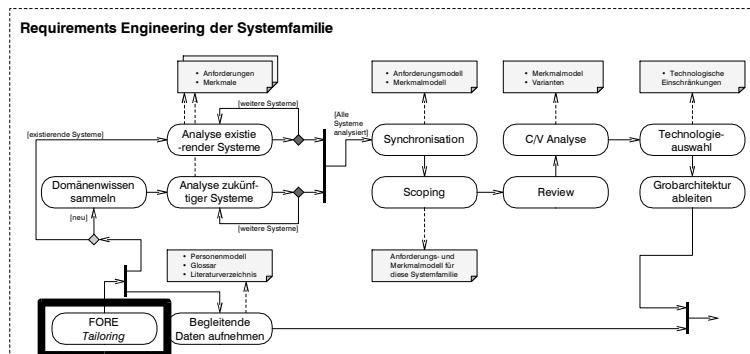 Requirements Engineering der Systemfamilie
• Anforderungen
• Merkmale
• Anforderungsmodell
• Merkmalmodell
• Merkmalmodel
• Varianten
• Technologische
Einschränkungen
[weitere Systeme]
[Alle
Systeme
analysiert]
[existierende Systeme]
Analyse existie
-render Systeme
Synchronisation
C/V Analyse
Technologie-
auswahl
Domänenwissen
sammeln
Analyse zukünf-
tiger Systeme
Scoping
Review
Grobarchitektur
ableiten
[neu]
[weitere Systeme]
• Personenmodell
• Glossar
• Literaturverzeichnis
Anforderungs- und
Merkmalmodell für
diese Systemfamilie
FORE
Tailoring
Begleitende
Daten aufnehmen